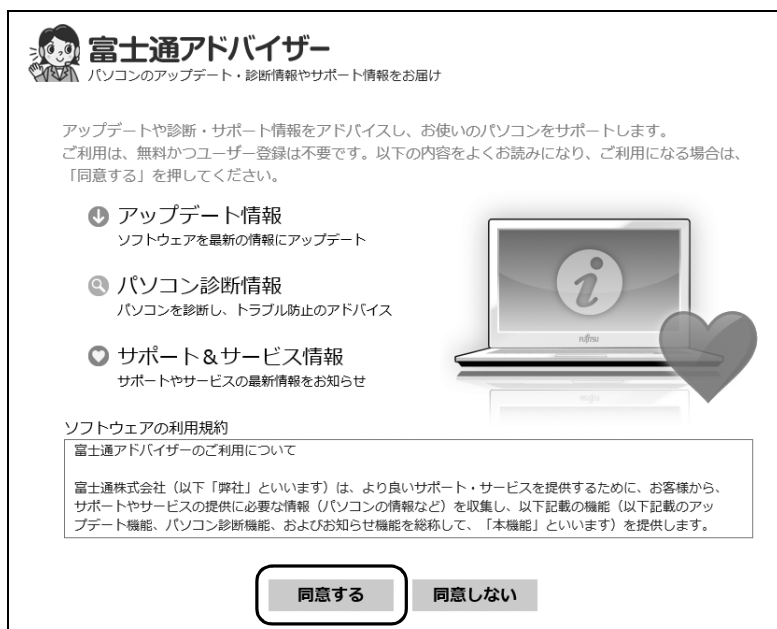 富士通アドバイザー
パソコンのアップデート・診断情報やサポート情報をお届け
アップデートや診断・サポート情報をアドバイスし、お使いのパソコンをサポートします。
ご利用は、無料かつユーザー登録は不要です。以下の内容をよくお読みになり、ご利用になる場合は、
「同意する」を押してください。
アップデート情報
ソフトウェアを最新の情報にアップデート
パソコン診断情報
パソコンを診断し、トラブル防止のアドバイス
サポート&サービス情報
サポートやサービスの最新情報をお知らせ
FUJITSU
ソフトウェアの利用規約
富士通アドバイザーのご利用について
富士通株式会社（以下「弊社」といいます）は、より良いサポート・サービスを提供するために、お客様から、
サポートやサービスの提供に必要な情報（パソコンの情報など）を収集し、以下記載の機能（以下記載のアッ
プデート機能、パソコン診断機能、およびお知らせ機能を総称して、「本機能」といいます）を提供します。
同意する
同意しない